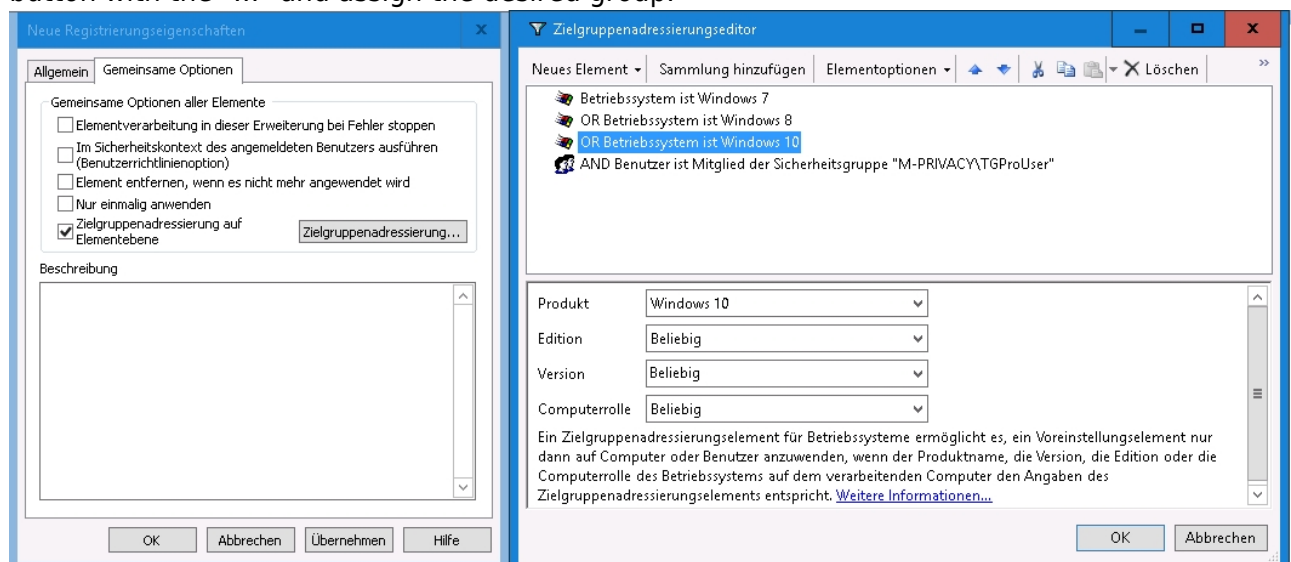 button with the "..." and assign the desired group.
Neue Registrierungseigenschaften
x
Allgemein
Gemeinsame Optionen
Gemeinsame Optionen aller Elemente
Elementverarbeitung in dieser Erweiterung bei Fehler stoppen
Im Sicherheitskontext des angemeldeten Benutzers ausführen
(Benutzerrichtlinienoption)
Element entfernen, wenn es nicht mehr angewendet wird
Nur einmalig anwenden
Zielgruppenadressierung auf
Elementebene
Zielgruppenadressierung...
Beschreibung
OK Abbrechen Übernehmen Hilfe
Zielgruppenadressierungseditor
x
Neues Element Sammlung hinzufügen Elementoptionen Löschen »
Betriebssystem ist Windows 7
OR Betriebssystem ist Windows 8
OR Betriebssystem ist Windows 10
AND Benutzer ist Mitglied der Sicherheitsgruppe "M-PRIVACY\TGProUser"
Produkt Windows 10
Edition Beliebig
Version Beliebig
Computerrolle Beliebig
Ein Zielgruppenadressierungselement für Betriebssysteme ermöglicht es, ein Voreinstellungselement nur
dann auf Computer oder Benutzer anzuwenden, wenn der Produktname, die Version, die Edition oder die
Computerrolle des Betriebssystems auf dem verarbeitenden Computer den Angaben des
Zielgruppenadressierungselements entspricht. Weitere Informationen...
OK Abbrechen